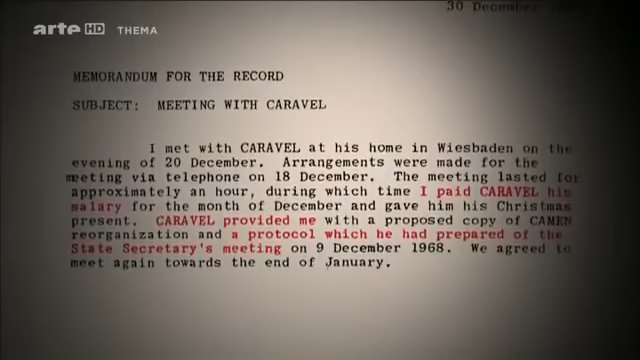 30 December
arte HD THEMA
MEMORANDUM FOR THE RECORD
SUBJECT: MEETING WITH CARAVEL
I met with CARAVEL at his home in Wiesbaden on the
evening of 20 December. Arrangements were made for the
meeting via telephone on 18 December. The meeting lasted for
approximately an hour, during which time I paid CARAVEL his
salary for the month of December and gave him his Christmas
present. CARAVEL provided me with a proposed copy of CAMEN
reorganization and a protocol which he had prepared of the
State Secretary's meeting on 9 December 1968. We agreed to
meet again towards the end of January.